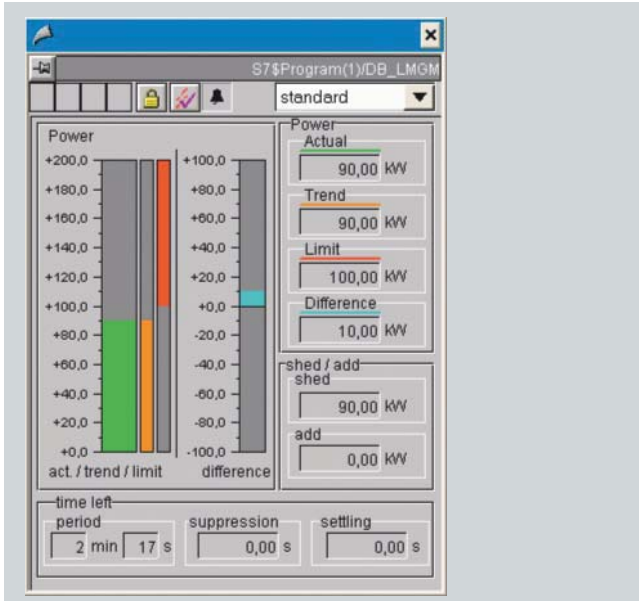 S7$Program(1)/DB_LMGM
standard
Power
+200,0
+180,0
+160,0
+140,0
+120,0
+100,0
+80,0
+60,0
+40,0
+20,0
+0,0
act. / trend / limit
+100,0
+80,0
+60,0
+40,0
+20,0
+0,0
-20,0
-40,0
-60,0
-80,0
-100,0
difference
Power
Actual
90,00 kW
Trend
90,00 kW
Limit
100,00 kW
Difference
10,00 kW
shed / add
shed
90,00 kW
add
0,00 kW
time left
period
2 min 17 s
suppression
0,00 s
settling
0,00 s